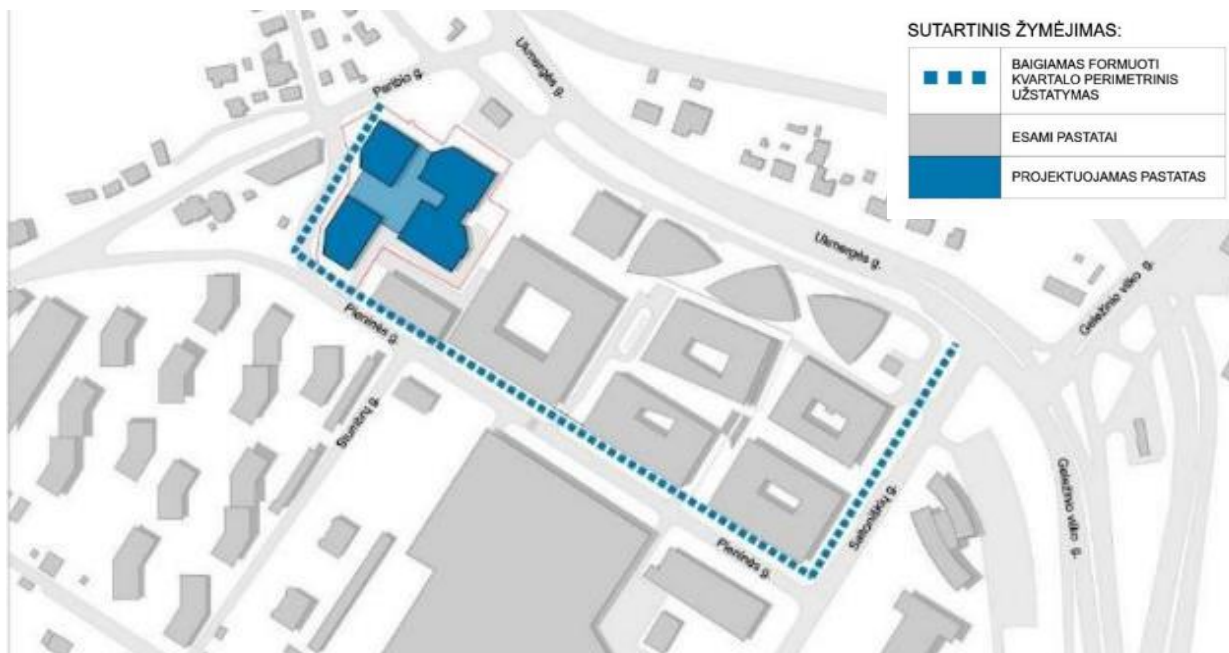 SUTARTINIS ŽYMĖJIMAS:
BAIGIAMAS FORMUOTI
KVARTALO PERIMETRINIS
UŽSTATYMAS
ESAMI PASTATAI
PROJEKTUOJAMAS PASTATAS
Ukmergės g.
Paribio g.
Ukmergės g.
Geležinio vilko g.
Pieninės g.
Stumbrų g.
Saltoniškių g.
Geležinio vilko g.
Pieninės g.